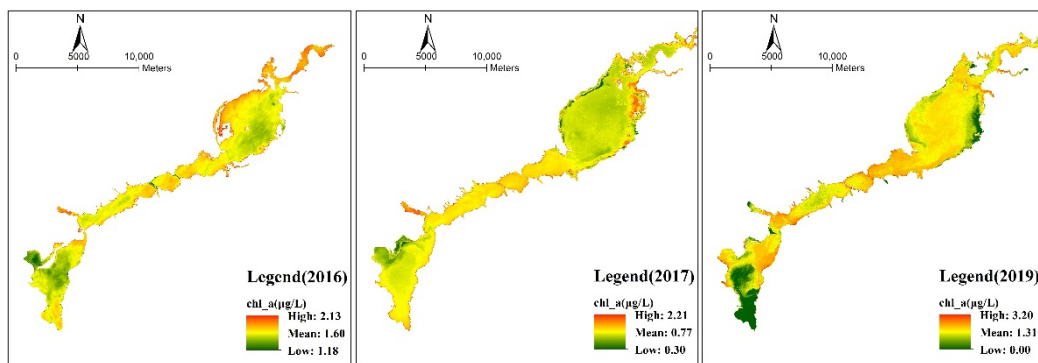 N
5000 10,000
Meters
Legend(2016)
chl_a(μg/L)
High: 2.13
Mean: 1.60
Low: 1.18
N
0 5000 10,000
Meters
Legend(2017)
chl_a(μg/L)
High: 2.21
Mean: 0.77
Low: 0.30
N
0 5000 10,000
Meters
Legend(2019)
chl_a(μg/L)
High: 3.20
Mean: 1.31
Low: 0.00